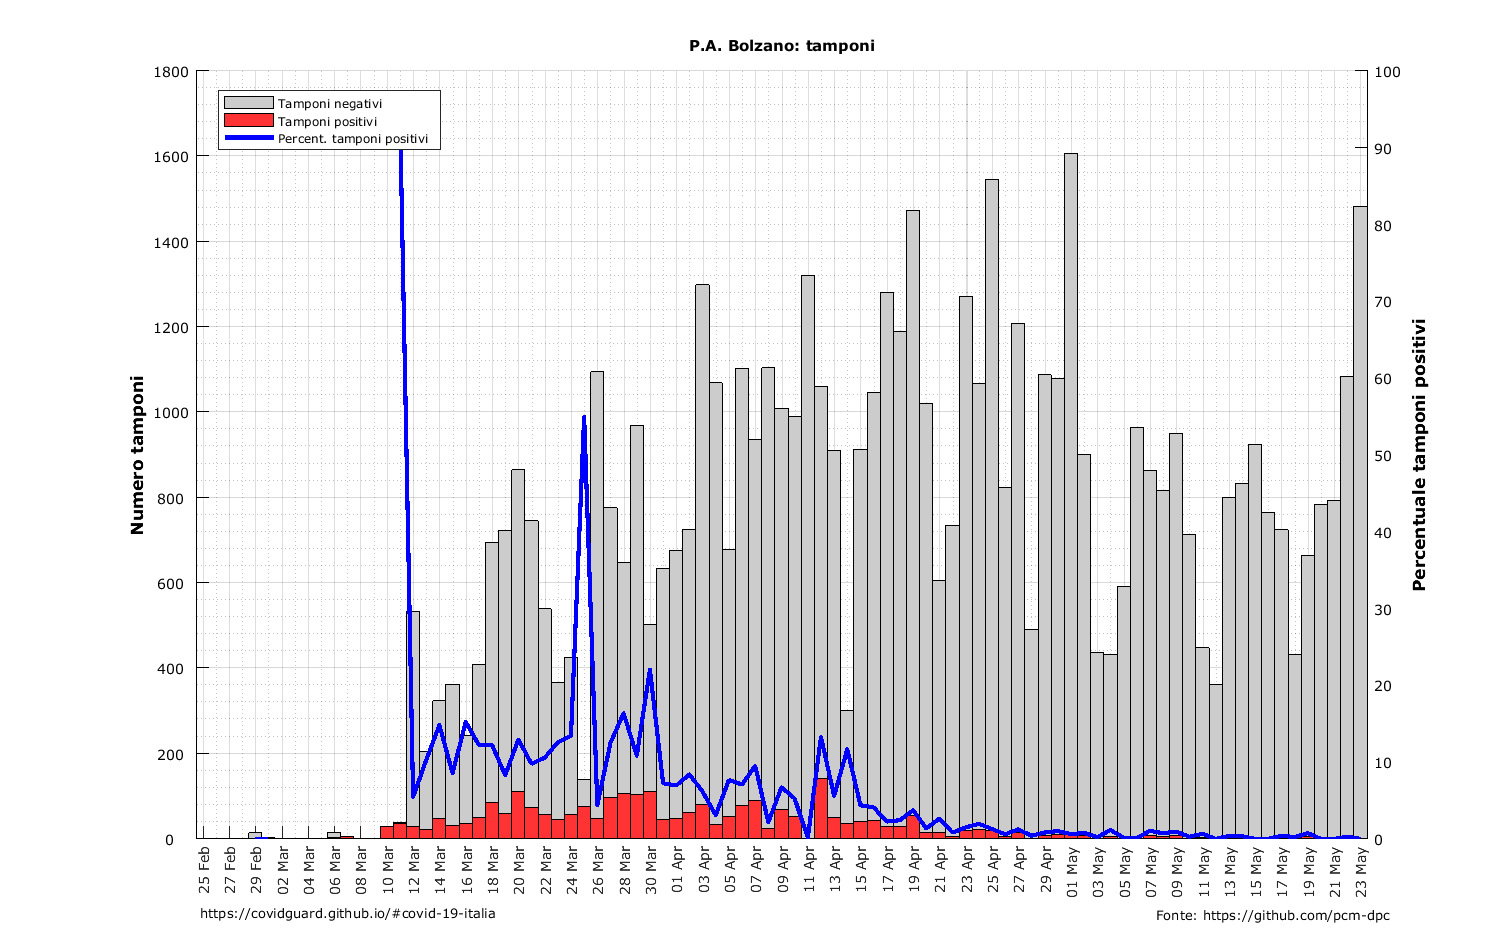 P.A. Bolzano: tamponi
Tamponi negativi
Tamponi positivi
Percent. tamponi positivi
Numero tamponi
1800
1600
1400
1200
1000
800
600
400
200
0
100
90
80
70
60
50
40
30
20
10
0
Percentuale tamponi positivi
25 Feb
27 Feb
29 Feb
02 Mar
04 Mar
06 Mar
08 Mar
10 Mar
12 Mar
14 Mar
16 Mar
18 Mar
20 Mar
22 Mar
24 Mar
26 Mar
28 Mar
30 Mar
01 Apr
03 Apr
05 Apr
07 Apr
09 Apr
11 Apr
13 Apr
15 Apr
17 Apr
19 Apr
21 Apr
23 Apr
25 Apr
27 Apr
29 Apr
01 May
03 May
05 May
07 May
09 May
11 May
13 May
15 May
17 May
19 May
21 May
23 May
https://covidguard.github.io/#covid-19-italia
Fonte: https://github.com/pcm-dpc